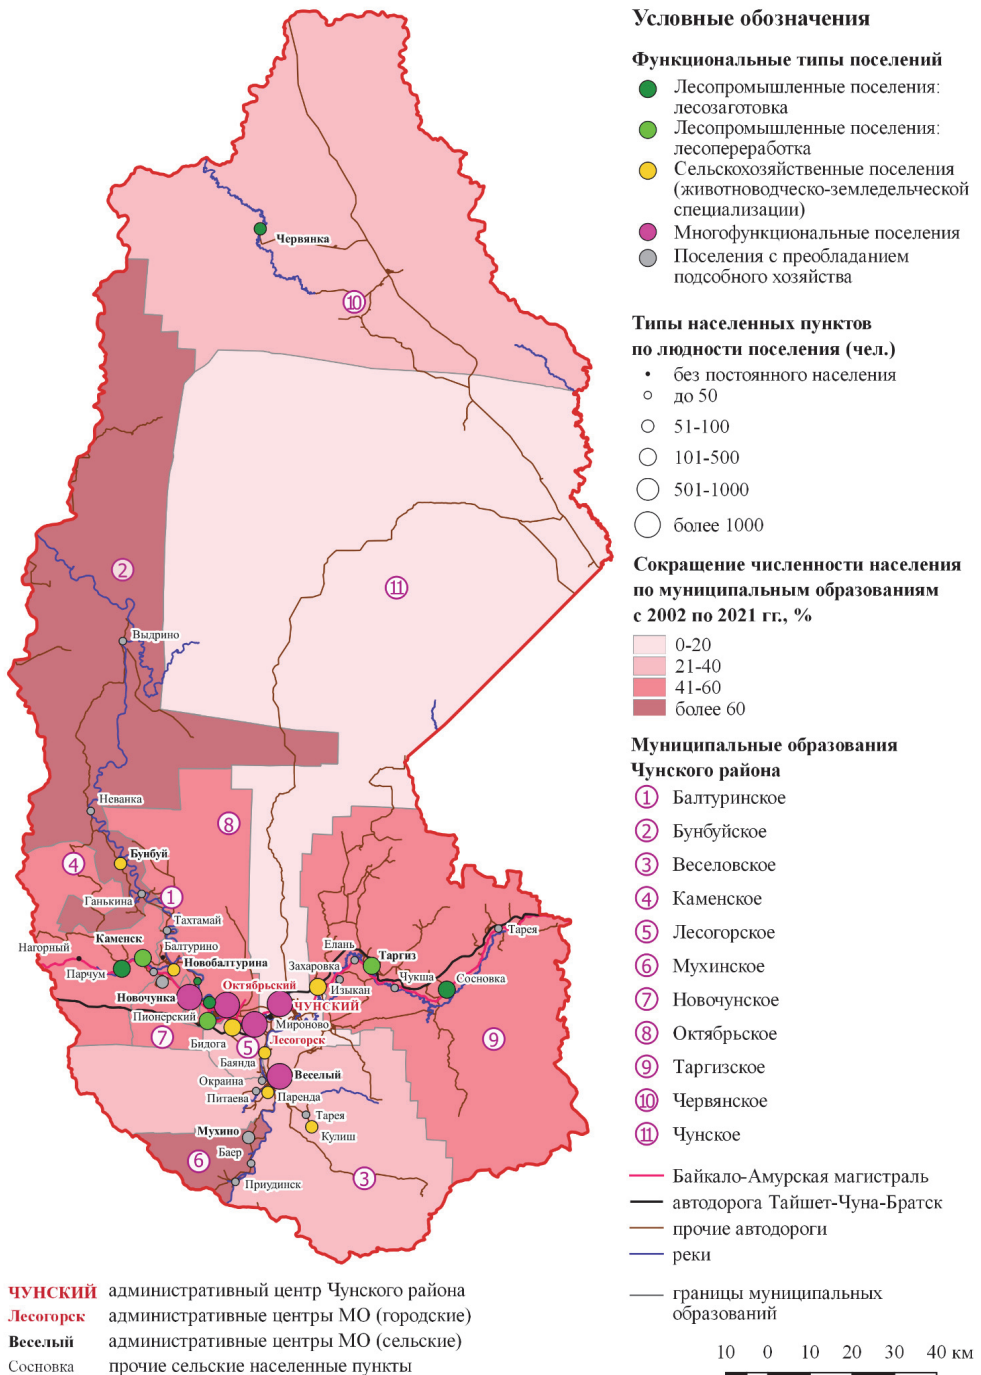 Условные обозначения
Функциональные типы поселений
Лесопромышленные поселения:
лесозаготовка
Лесопромышленные поселения:
лесопереработка
Сельскохозяйственные поселения
(животноводческо-земледельческой
специализации)
Многофункциональные поселения
Поселения с преобладанием
подсобного хозяйства
Типы населенных пунктов
по людности поселения (чел.)
без постоянного населения
до 50
51-100
101-500
501-1000
более 1000
Сокращение численности населения
по муниципальным образованиям
с 2002 по 2021 гг., %
0-20
21-40
41-60
более 60
Муниципальные образования
Чунского района
1 Балтуринское
2 Бунбуйское
3 Веселовское
4 Каменское
5 Лесогорское
6 Мухинское
7 Новочунское
8 Октябрьское
9 Таргизское
10 Червянское
11 Чунское
Байкало-Амурская магистраль
автодорога Тайшет-Чуна-Братск
прочие автодороги
реки
границы муниципальных
образований
10 0 10 20 30 40 км
Червянка
10
2
11
Выдрино
Неванка
8
4
Бунбуй
Ганькина
1
Тахтамай
Каменск
Нагорный
Балтурино
Парчум
Новобалтурина
Елань
Таргиз
Тарея
Захаровка
Чукша
Сосновка
Изыкан
Октябрьский
Новочунка
ЧУНСКИЙ
Пионерский
Мироново
7
Бидога
5
Лесогорск
9
Баянда
Окраина
Веселый
Питаева
Паренда
Тарея
Кулиш
Мухино
Баер
6
Приудинск
3
ЧУНСКИЙ административный центр Чунского района
Лесогорск административные центры МО (городские)
Веселый административные центры МО (сельские)
Сосновка прочие сельские населенные пункты